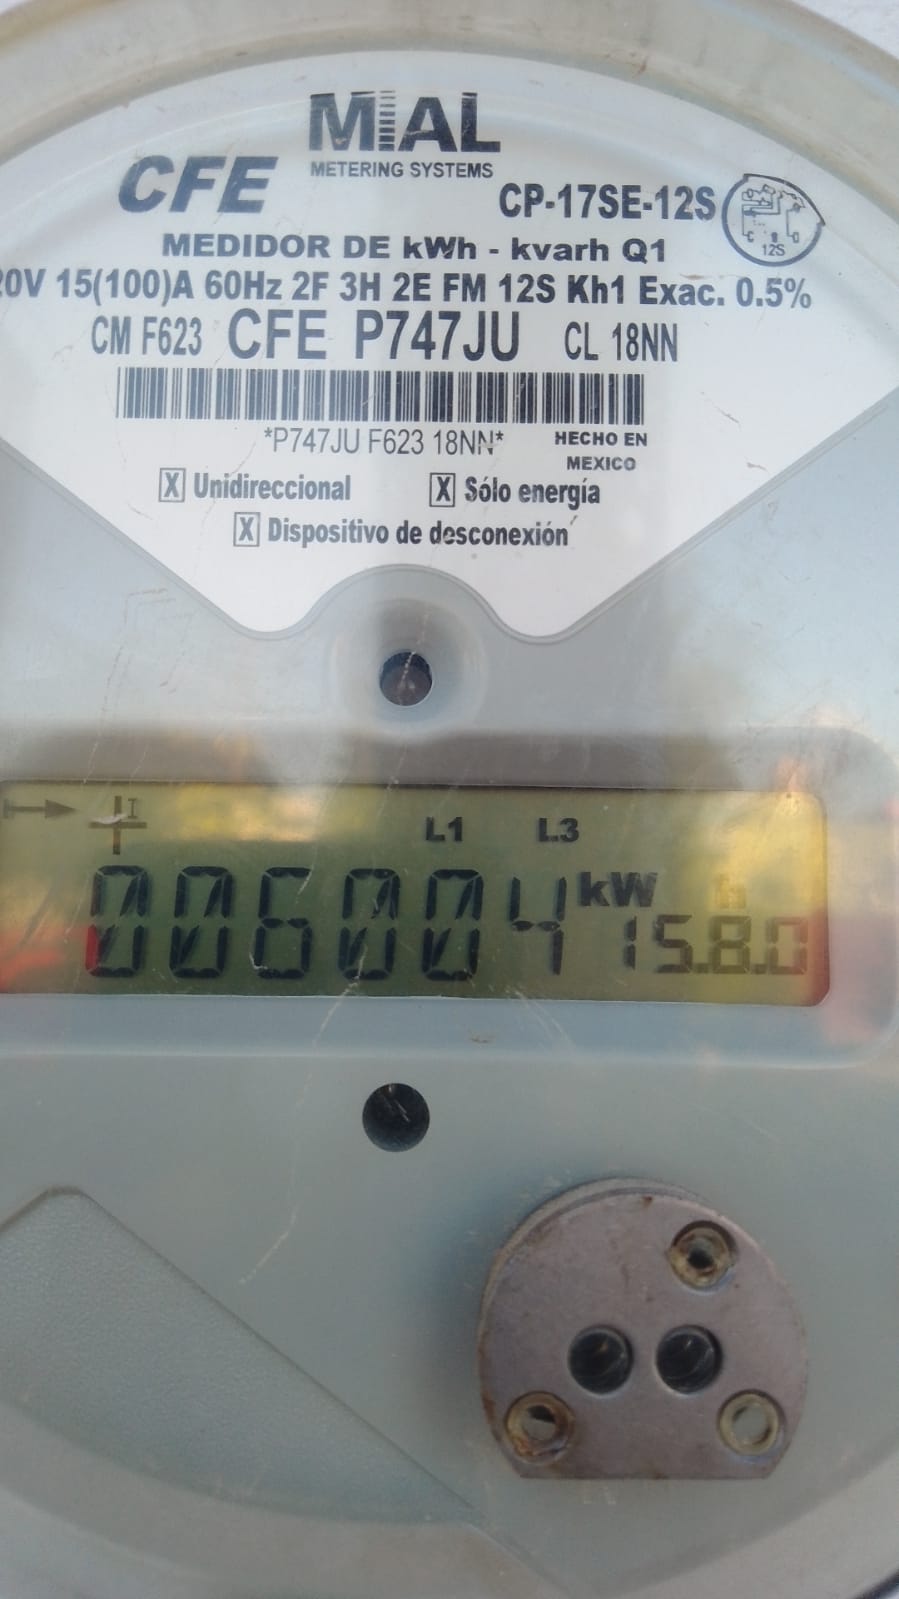 MIAL
METERING SYSTEMS
CFE
CP-17SE-12S
12S
MEDIDOR DE kWh - kvarh Q1
20V 15(100)A 60Hz 2F 3H 2E FM 12S Kh1 Exac. 0.5%
CM F623 CFE P747JU CL 18NN
*P747JU F623 18NN*
HECHO EN
MEXICO
X Unidireccional X Sólo energía
X Dispositivo de desconexión
L1 L3
006004 kWh
15.8.0